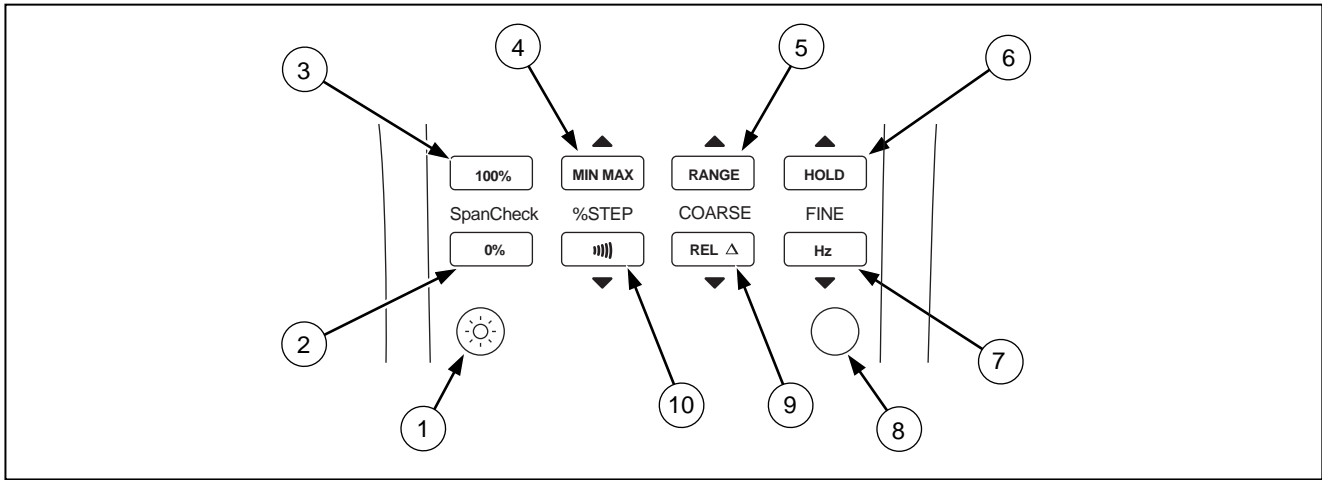 4 5
3 6
100% MIN MAX RANGE HOLD
SpanCheck %STEP COARSE FINE
0% REL Δ Hz
2 7
10 9
1 8